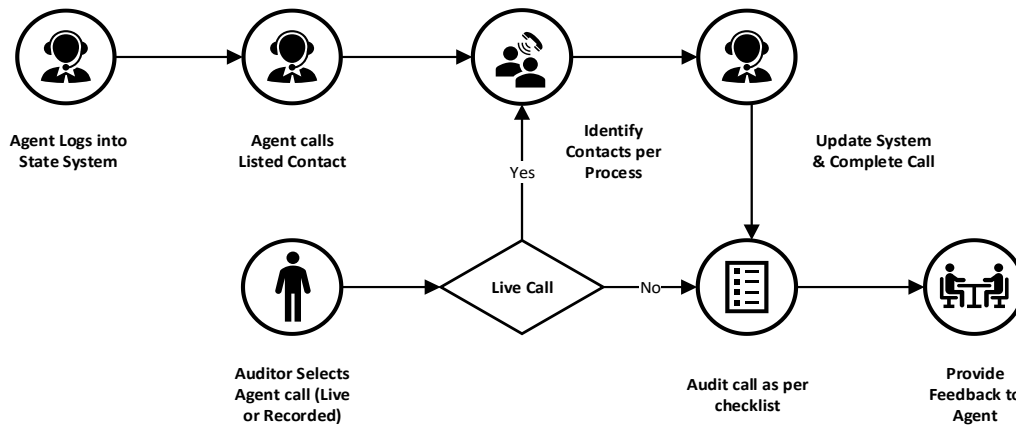 Agent Logs into
State System
Agent calls
Listed Contact
Identify
Contacts per
Process
Update System
& Complete Call
Yes
Live Call
No
Auditor Selects
Agent call (Live
or Recorded)
Audit call as per
checklist
Provide
Feedback to
Agent